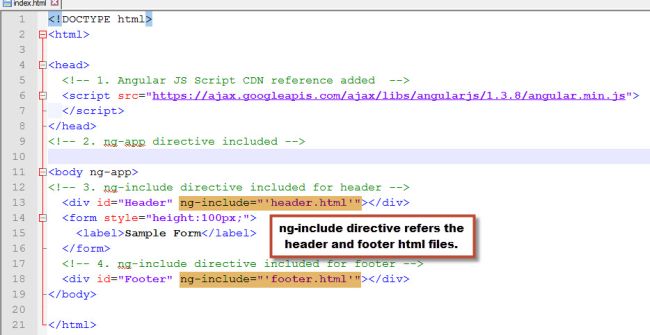 index.html
1 <!DOCTYPE html>
2 <html>
3
4 <head>
5 <!-- 1. Angular JS Script CDN reference added -->
6 <script src="https://ajax.googleapis.com/ajax/libs/angularjs/1.3.8/angular.min.js">
7 </script>
8 </head>
9 <!-- 2. ng-app directive included -->
10
11 <body ng-app>
12 <!-- 3. ng-include directive included for header -->
13 <div id="Header" ng-include="'header.html'"></div>
14 <form style="height:100px;">
15 <label>Sample Form</label>
16 </form>
17 <!-- 4. ng-include directive included for footer -->
18 <div id="Footer" ng-include="'footer.html'"></div>
19 </body>
20
21 </html>
ng-include directive refers the
header and footer html files.